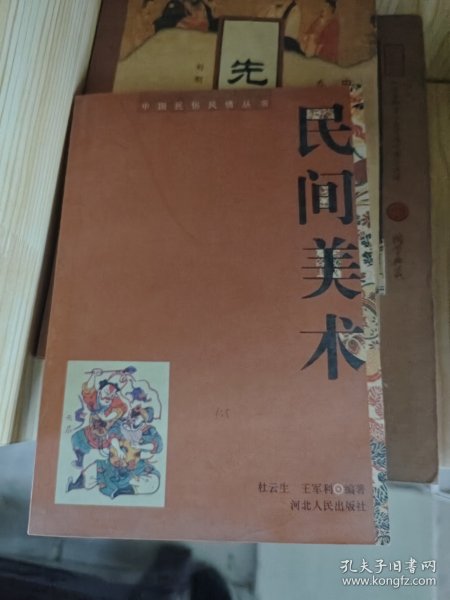 先
中国民俗风情丛书
民间美术
杜云生 王军利 编著
河北人民出版社
孔夫子旧书网
www.kongfz.com